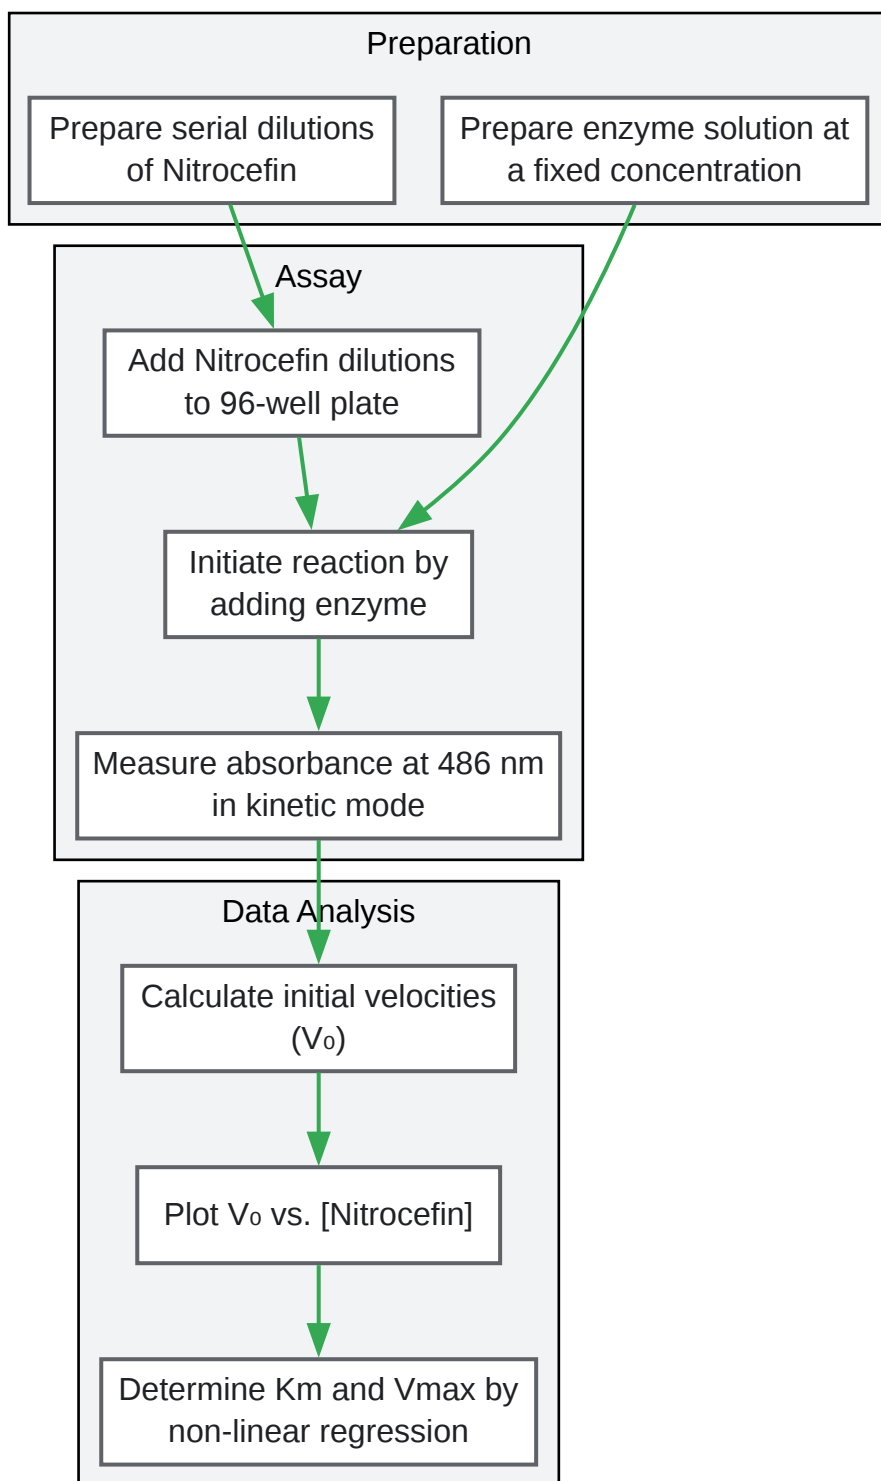 Preparation
Prepare serial dilutions
of Nitrocefin
Prepare enzyme solution at
a fixed concentration
Assay
Add Nitrocefin dilutions
to 96-well plate
Initiate reaction by
adding enzyme
Measure absorbance at 486 nm
in kinetic mode
Data Analysis
Calculate initial velocities
(V₀)
Plot V₀ vs. [Nitrocefin]
Determine Km and Vmax by
non-linear regression